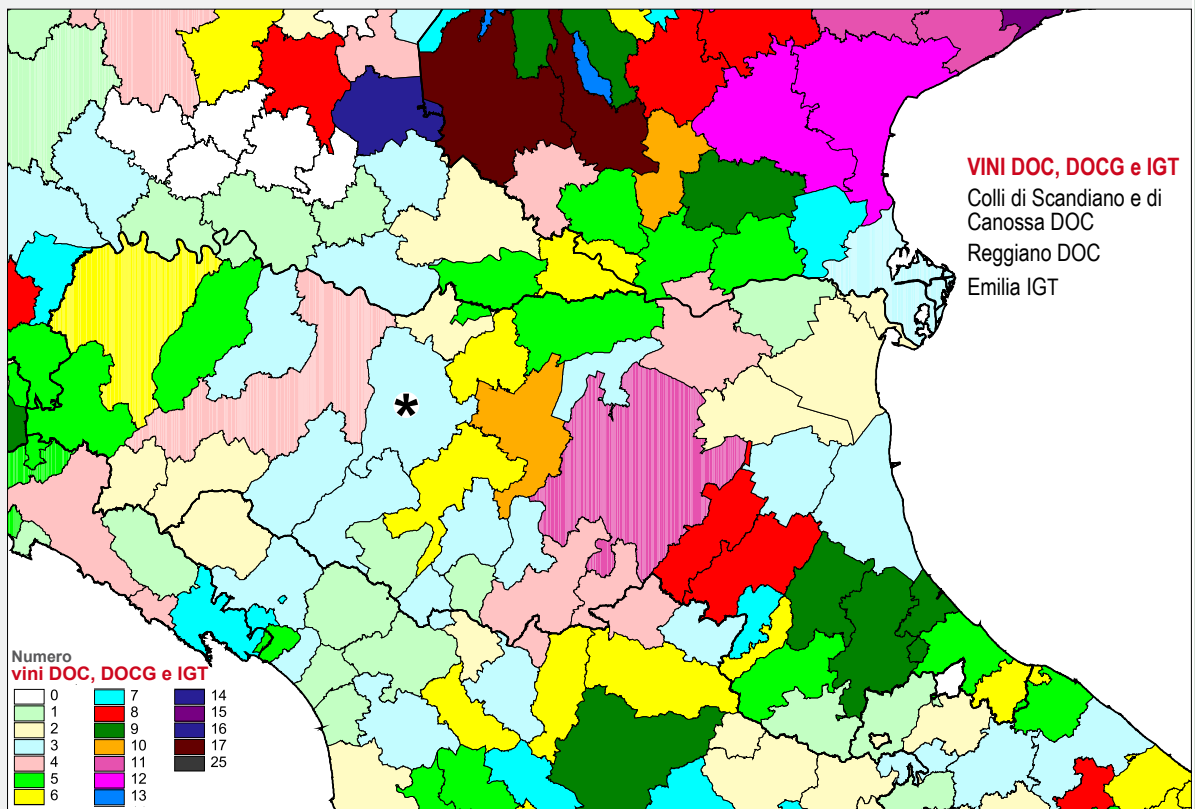 VINI DOC, DOCG e IGT
Colli di Scandiano e di
Canossa DOC
Reggiano DOC
Emilia IGT
*
Numero
vini DOC, DOCG e IGT
0 7 14
1 8 15
2 9 16
3 10 17
4 11 25
5 12
6 13